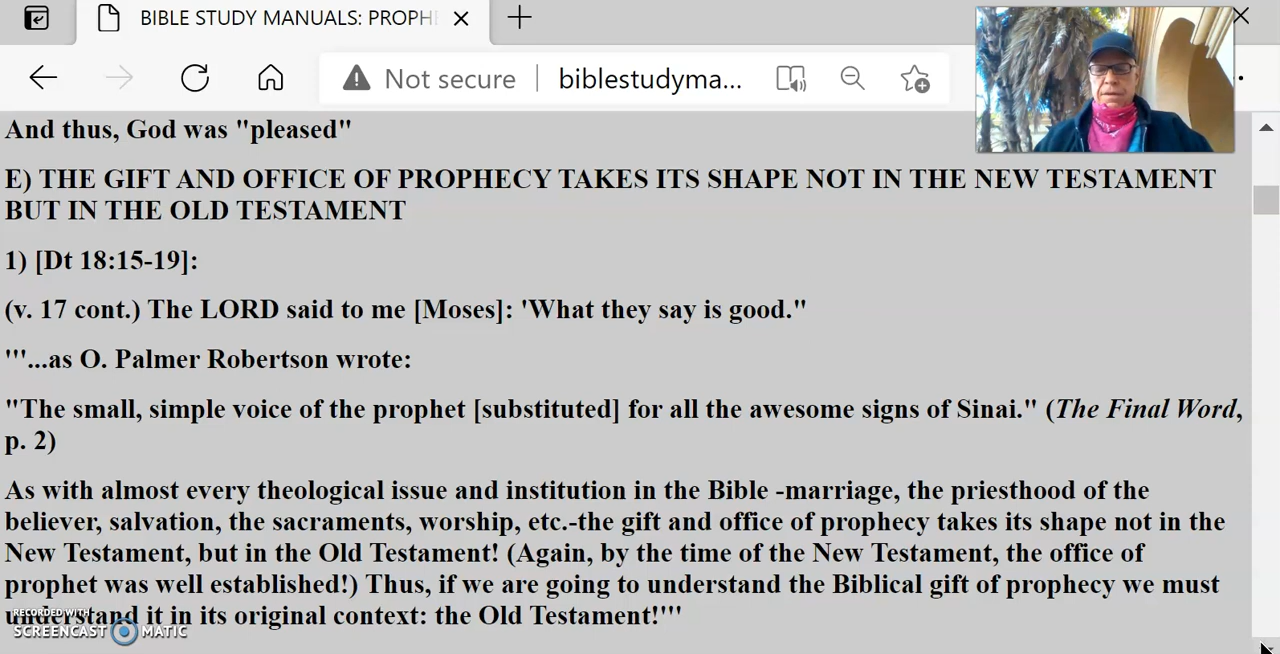 BIBLE STUDY MANUALS: PROPH
Not secure
biblestudyma...
And thus, God was "pleased"
E) THE GIFT AND OFFICE OF PROPHECY TAKES ITS SHAPE NOT IN THE NEW TESTAMENT
BUT IN THE OLD TESTAMENT
1) [Dt 18:15-19]:
(v. 17 cont.) The LORD said to me [Moses]: 'What they say is good."
'"...as O. Palmer Robertson wrote:
"The small, simple voice of the prophet [substituted] for all the awesome signs of Sinai." (The Final Word,
p. 2)
As with almost every theological issue and institution in the Bible -marriage, the priesthood of the
believer, salvation, the sacraments, worship, etc.-the gift and office of prophecy takes its shape not in the
New Testament, but in the Old Testament! (Again, by the time of the New Testament, the office of
prophet was well established!) Thus, if we are going to understand the Biblical gift of prophecy we must
understand it in its original context: the Old Testament!'"'
RECORDED WITH
SCREENCAST MATIC